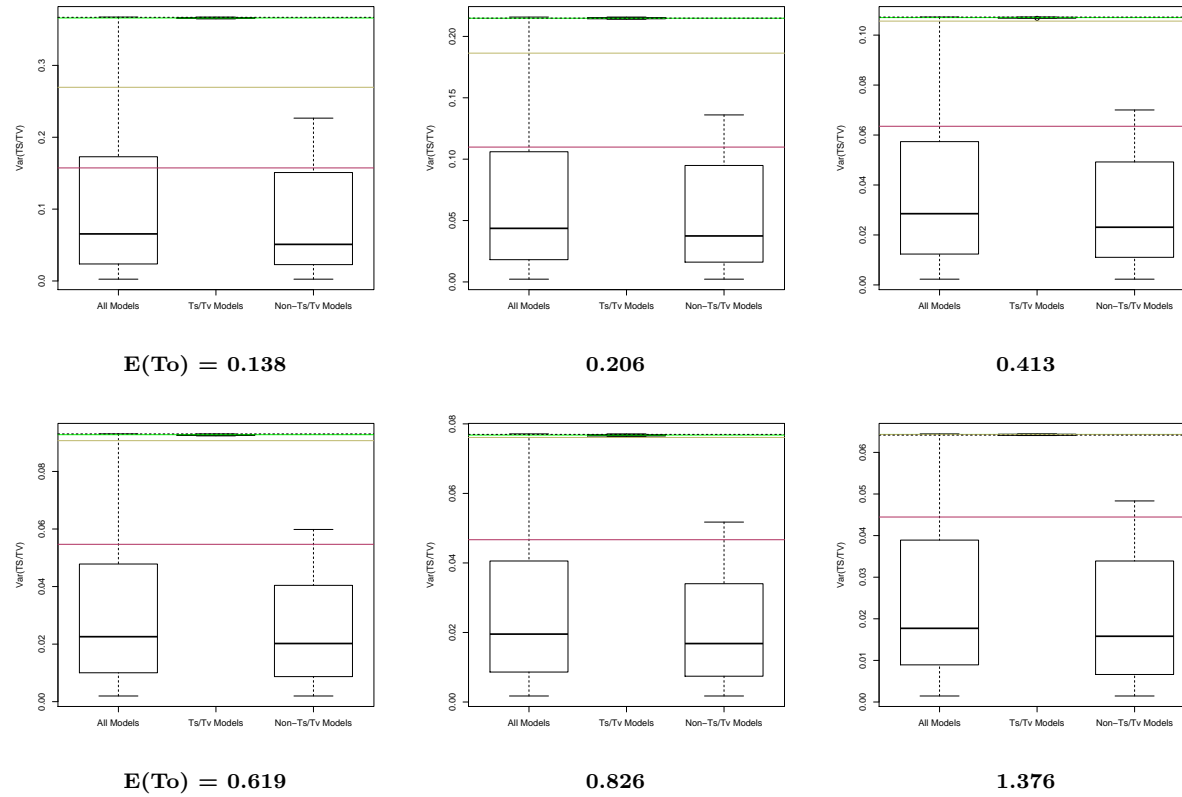 Var(TS/TV)
0.3
0.2
0.1
0.0
All Models
Ts/Tv Models
Non−Ts/Tv Models
E(To) = 0.138
Var(TS/TV)
0.20
0.15
0.10
0.05
0.00
All Models
Ts/Tv Models
Non−Ts/Tv Models
0.206
Var(TS/TV)
0.10
0.08
0.06
0.04
0.02
0.00
All Models
Ts/Tv Models
Non−Ts/Tv Models
0.413
Var(TS/TV)
0.08
0.06
0.04
0.02
0.00
All Models
Ts/Tv Models
Non−Ts/Tv Models
E(To) = 0.619
Var(TS/TV)
0.08
0.06
0.04
0.02
0.00
All Models
Ts/Tv Models
Non−Ts/Tv Models
0.826
Var(TS/TV)
0.06
0.05
0.04
0.03
0.02
0.01
0.00
All Models
Ts/Tv Models
Non−Ts/Tv Models
1.376